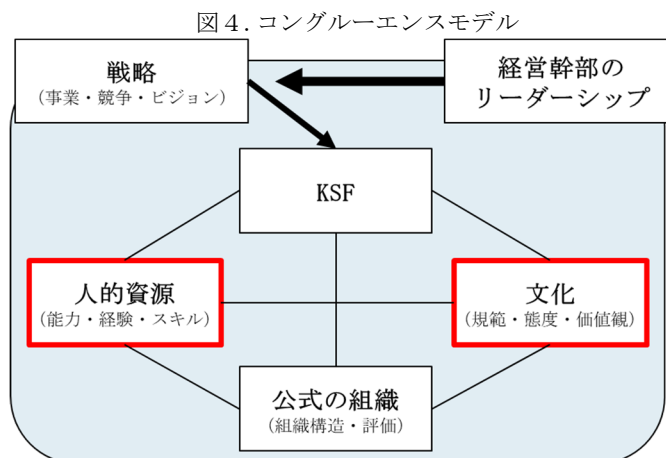 図４. コングルーエンスモデル
戦略
（事業・競争・ビジョン）
経営幹部の
リーダーシップ
KSF
人的資源
（能力・経験・スキル）
文化
（規範・態度・価値観）
公式の組織
（組織構造・評価）